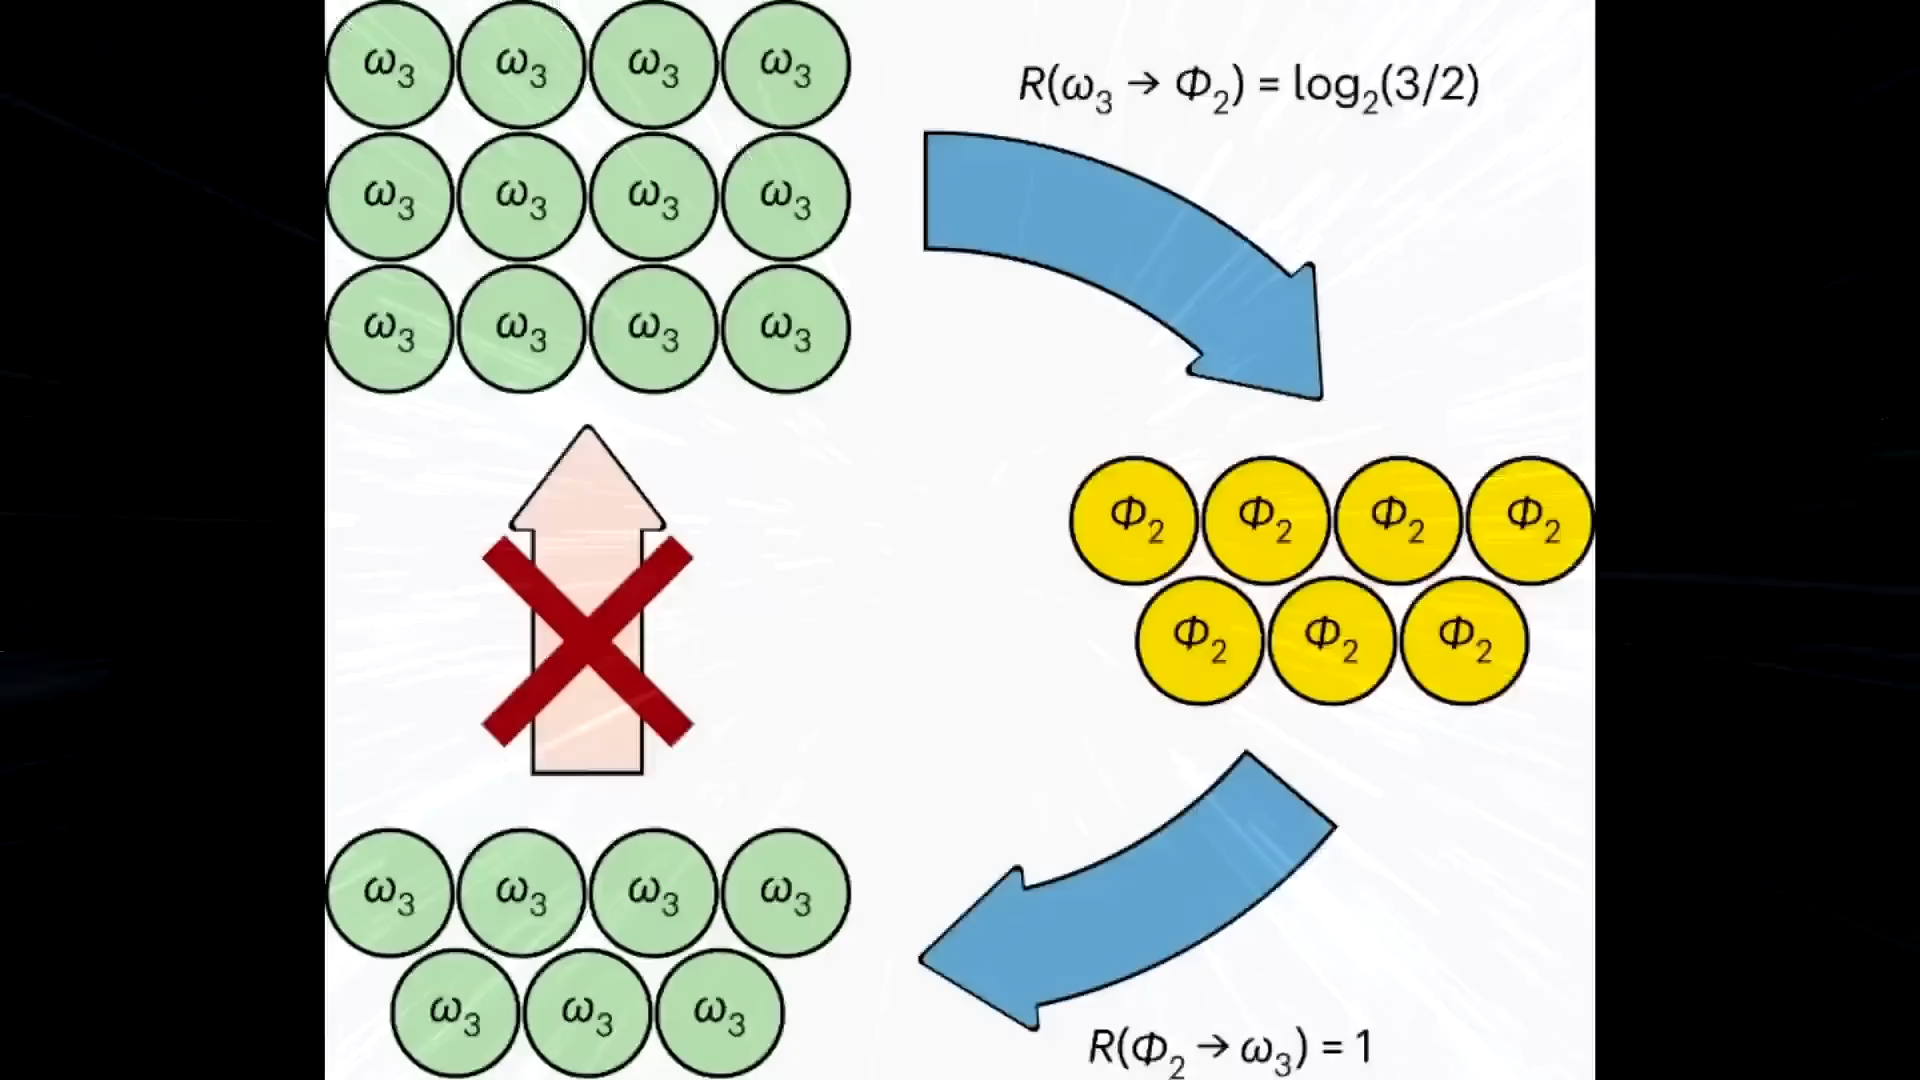 ω₃ ω₃ ω₃ ω₃
R(ω₃ → Φ₂) = log₂(3/2)
ω₃ ω₃ ω₃ ω₃
ω₃ ω₃ ω₃ ω₃
Φ₂ Φ₂ Φ₂ Φ₂
Φ₂ Φ₂ Φ₂
ω₃ ω₃ ω₃ ω₃
ω₃ ω₃ ω₃
R(Φ₂ → ω₃) = 1